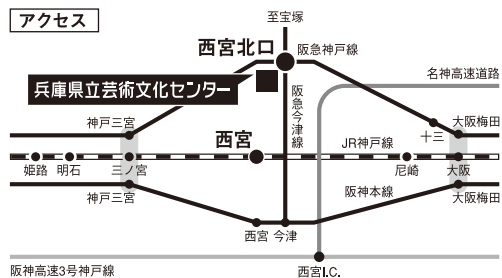 アクセス
至宝塚
西宮北口
阪急神戸線
名神高速道路
兵庫県立芸術文化センター
阪急今津線
神戸三宮
十三
大阪梅田
西宮
JR神戸線
姫路
明石
三ノ宮
尼崎
大阪
神戸三宮
阪神本線
大阪梅田
西宮
今津
阪神高速3号神戸線
西宮I.C.